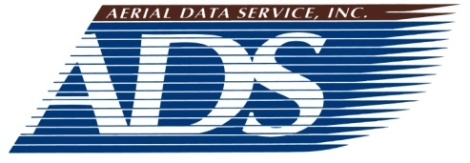 AERIAL DATA SERVICE, INC.
ADS